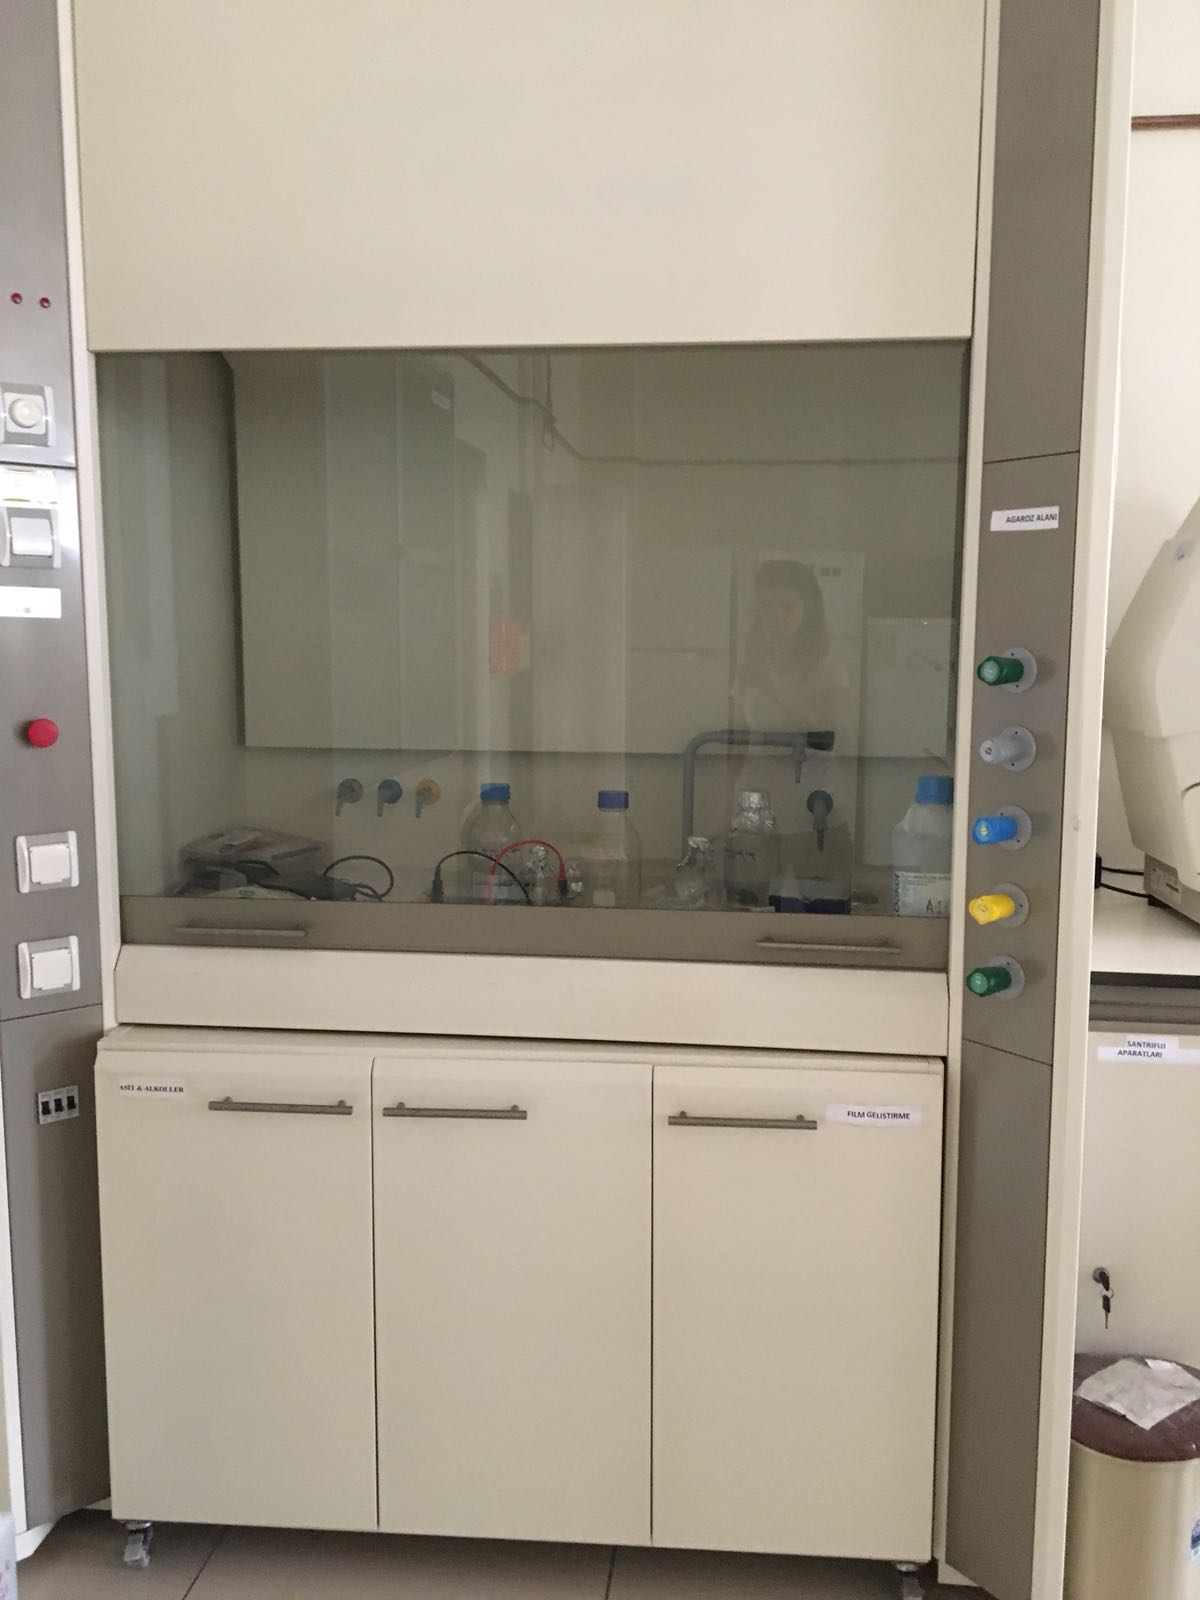 AGAROZ ALANI
ASİT & ALKOLLER
FILM GELISTIRME
SANTRIFUJ
APARATLARI